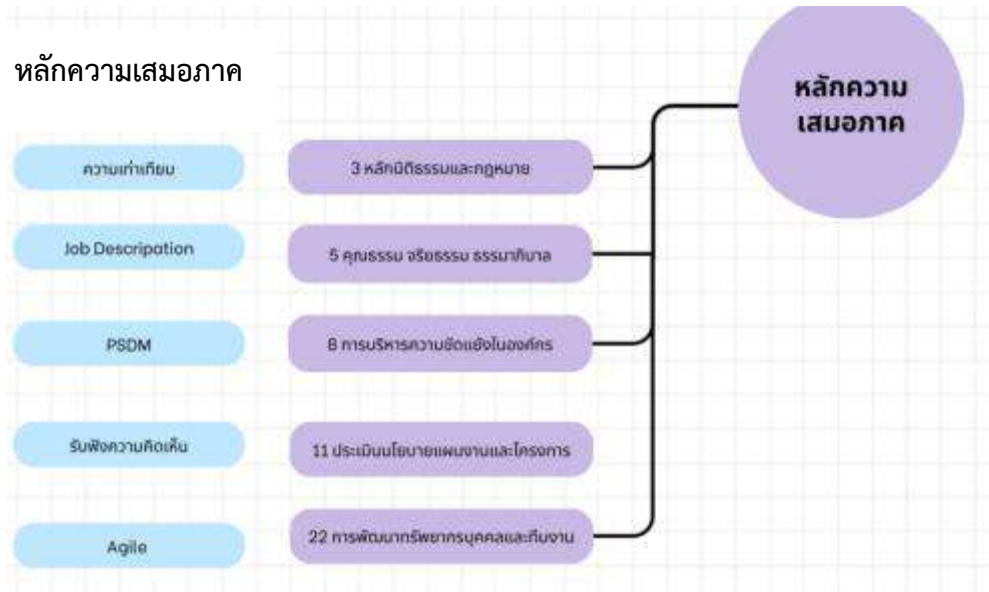 หลักความเสมอภาค
หลักความ
เสมอภาค
ความเท่าเทียม
3 หลักนิติธรรมและกฎหมาย
Job Descripation
5 คุณธรรม จริยธรรม ธรรมาภิบาล
PSDM
8 การบริหารความขัดแย้งในองค์กร
รับฟังความคิดเห็น
11 ประเมินนโยบายแผนงานและโครงการ
Agile
22 การพัฒนาทรัพยากรบุคคลและทีมงาน